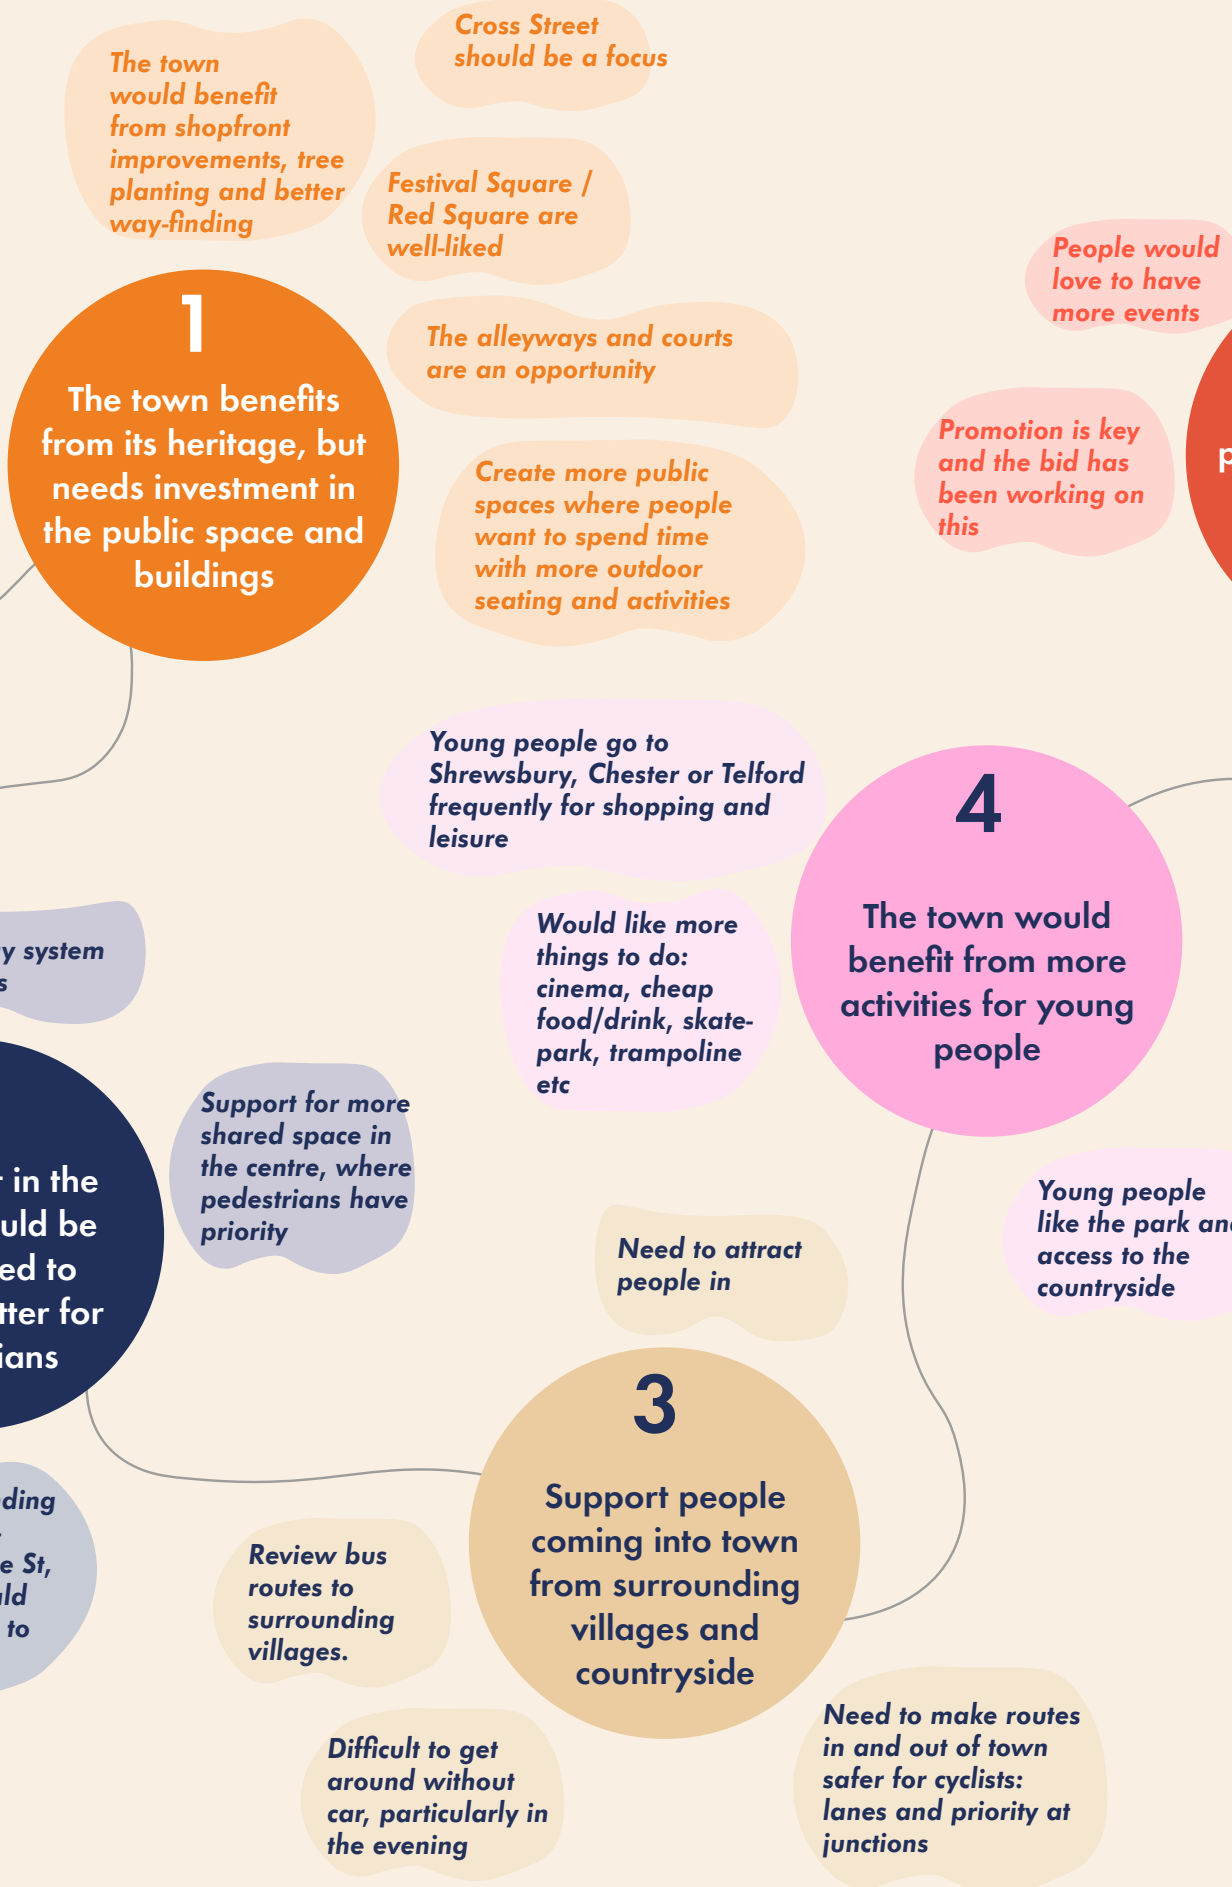 Cross Street
should be a focus
The town
would benefit
from shopfront
improvements, tree
planting and better
way-finding
Festival Square /
Red Square are
well-liked
The alleyways and courts
are an opportunity
Create more public
spaces where people
want to spend time
with more outdoor
seating and activities
1
The town benefits
from its heritage, but
needs investment in
the public space and
buildings
People would
love to have
more events
Promotion is key
and the bid has
been working on
this
Young people go to
Shrewsbury, Chester or Telford
frequently for shopping and
leisure
Would like more
things to do:
cinema, cheap
food/drink, skate-
park, trampoline
etc
4
The town would
benefit from more
activities for young
people
Young people
like the park and
access to the
countryside
system
Support for more
shared space in
the centre, where
pedestrians have
priority
in the
be
to
for
Need to attract
people in
3
Support people
coming into town
from surrounding
villages and
countryside
St,
to
Review bus
routes to
surrounding
villages.
Difficult to get
around without
car, particularly in
the evening
Need to make routes
in and out of town
safer for cyclists:
lanes and priority at
junctions